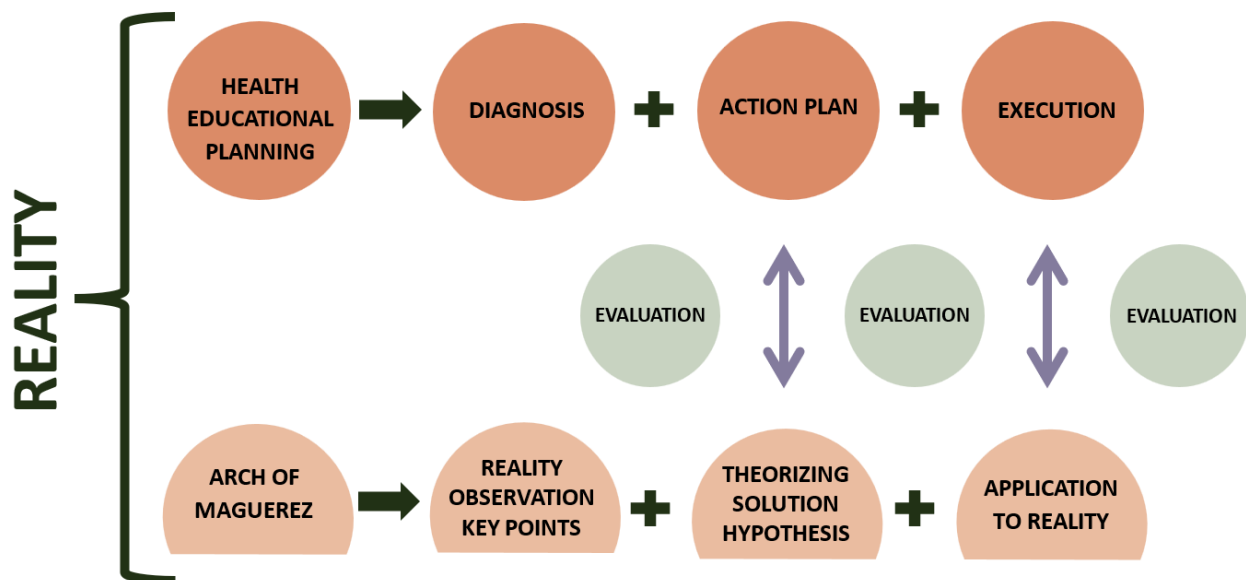 REALITY
HEALTH
EDUCATIONAL
PLANNING
DIAGNOSIS
ACTION PLAN
EXECUTION
EVALUATION
EVALUATION
EVALUATION
ARCH OF
MAGUEREZ
REALITY
OBSERVATION
KEY POINTS
THEORIZING
SOLUTION
HYPOTHESIS
APPLICATION
TO REALITY